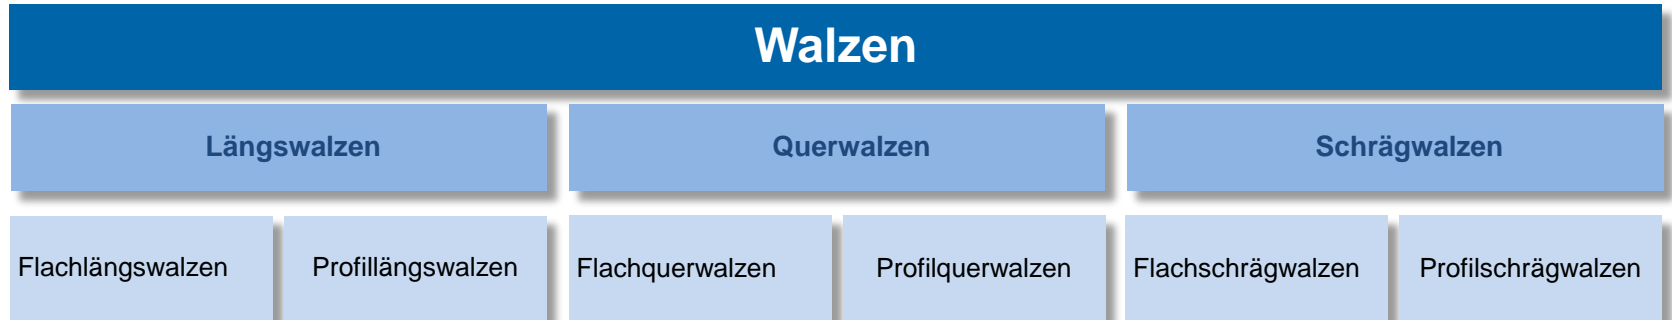 Walzen
Längswalzen
Querwalzen
Schrägwalzen
Flachlängswalzen
Profillängswalzen
Flachquerwalzen
Profilquerwalzen
Flachschrägwalzen
Profilschrägwalzen